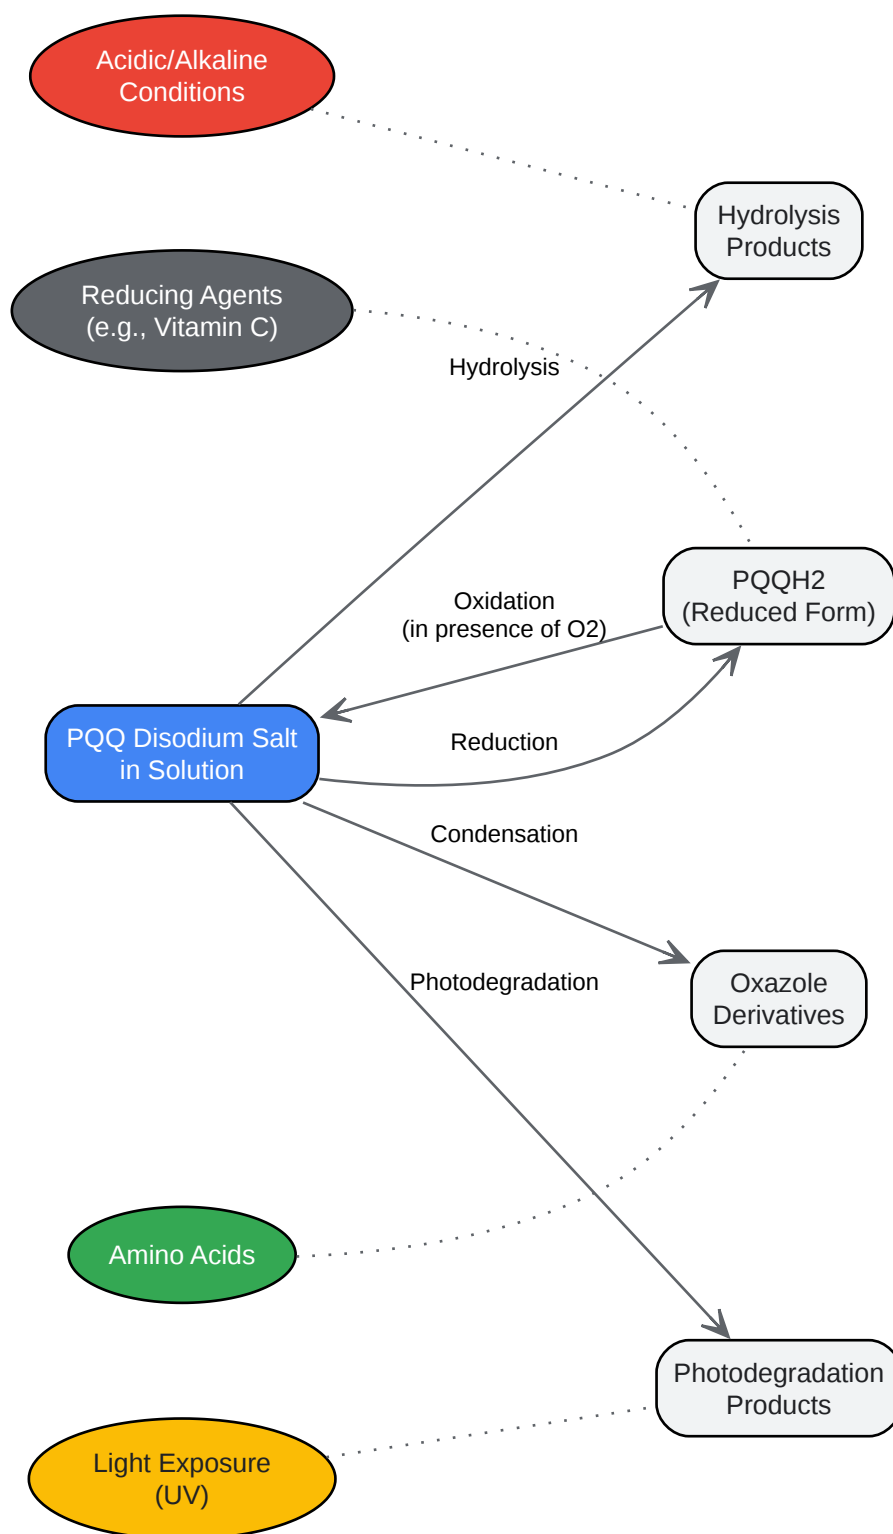 Acidic/Alkaline
Conditions
Hydrolysis
Products
Reducing Agents
(e.g., Vitamin C)
Hydrolysis
PQQH2
(Reduced Form)
Oxidation
(in presence of O2)
PQQ Disodium Salt
in Solution
Reduction
Condensation
Photodegradation
Oxazole
Derivatives
Amino Acids
Photodegradation
Products
Light Exposure
(UV)